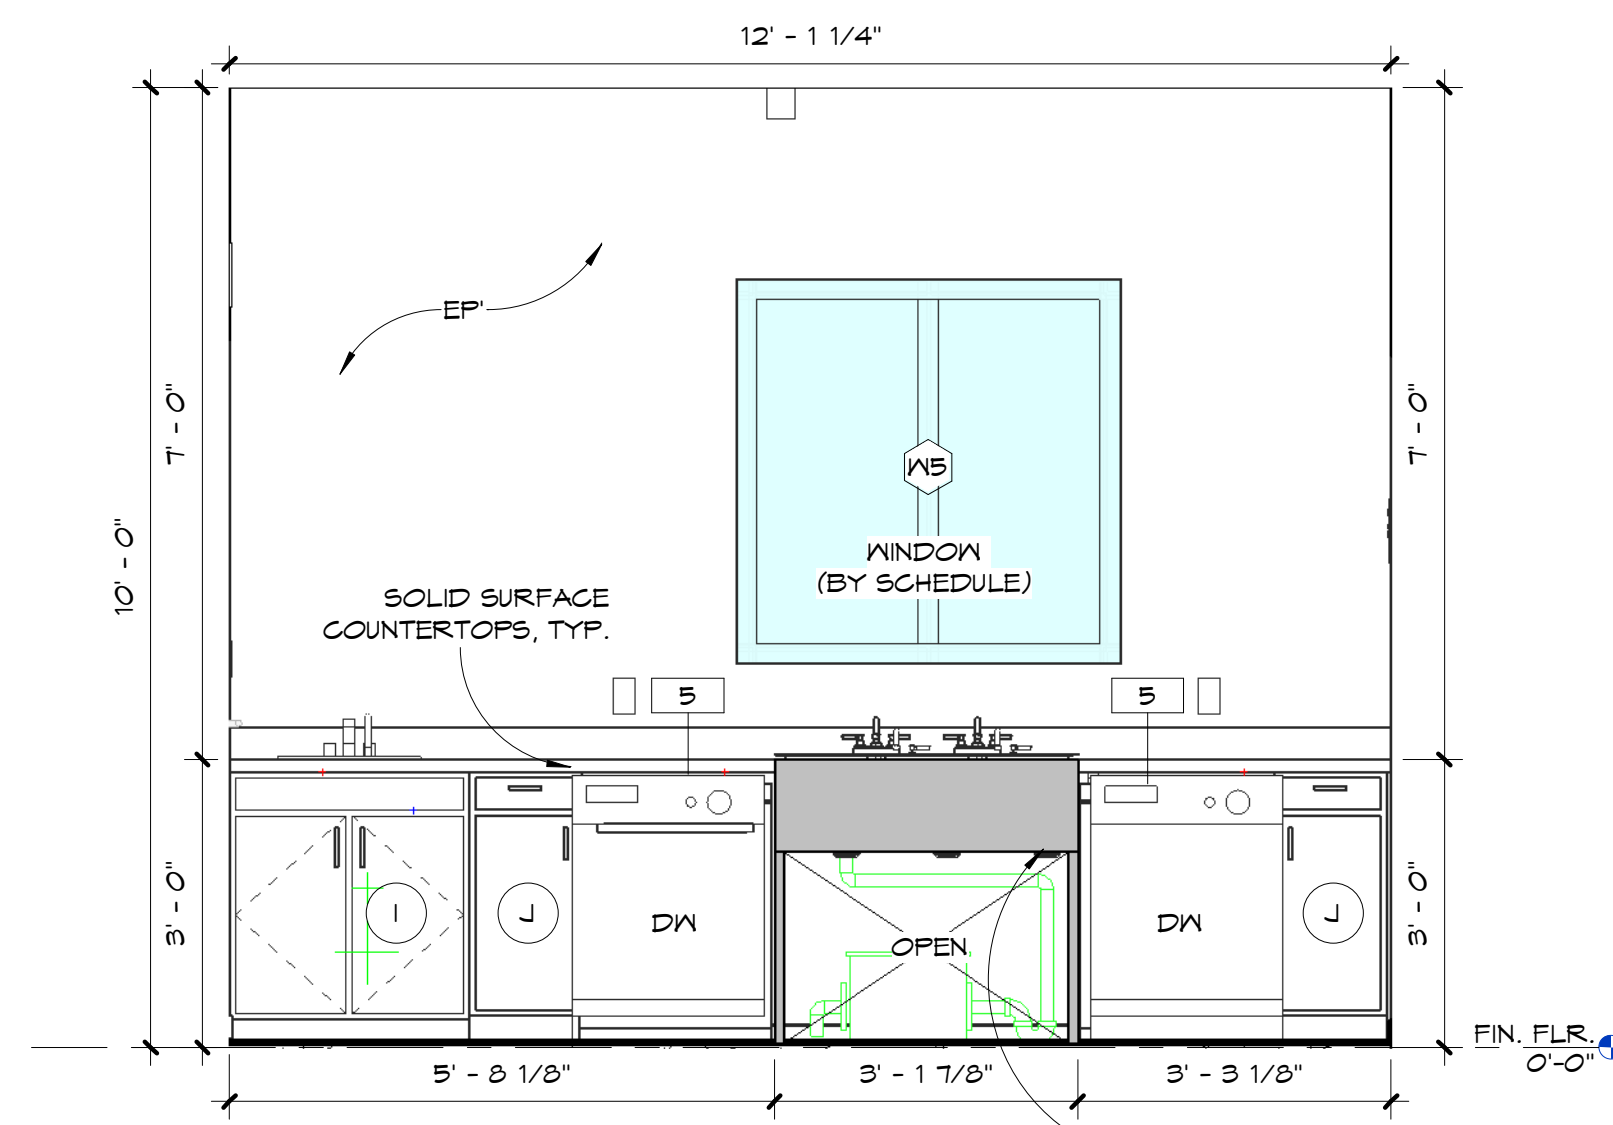 12' - 1 1/4"
EP'
7' - 0"
7' - 0"
10' - 0"
W5
WINDOW
(BY SCHEDULE)
SOLID SURFACE
COUNTERTOPS, TYP.
5
5
3' - 0"
1
L
DW
OPEN
DW
L
3' - 0"
FIN. FLR.
0'-0"
5' - 8 1/8"
3' - 1 7/8"
3' - 3 1/8"